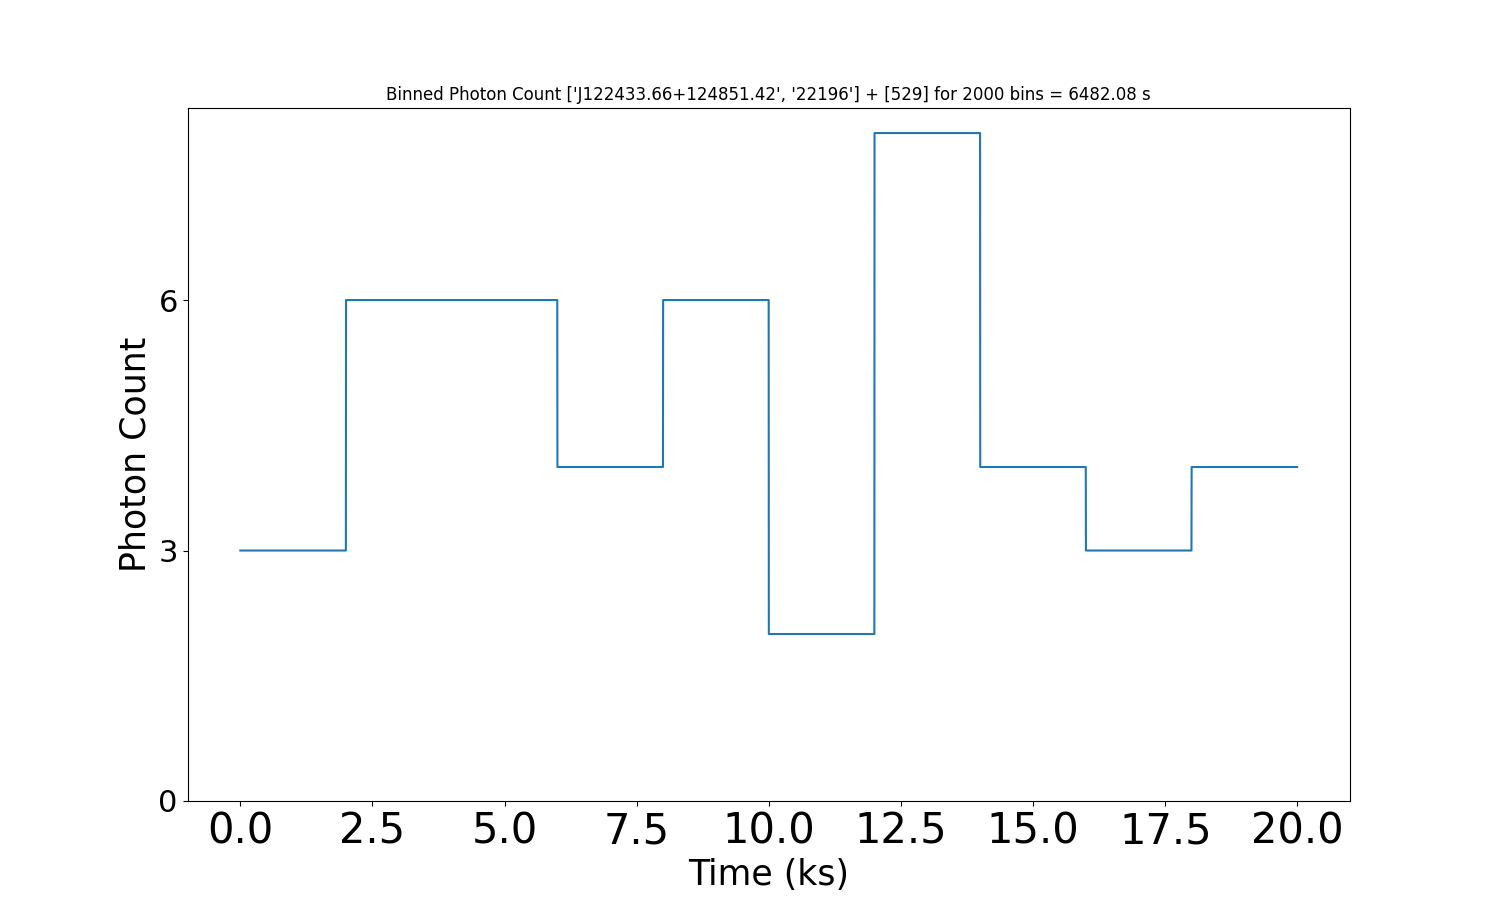 Binned Photon Count ['J122433.66+124851.42', '22196'] + [529] for 2000 bins = 6482.08 s
Photon Count
6
3
0
0.0 2.5 5.0 7.5 10.0 12.5 15.0 17.5 20.0
Time (ks)